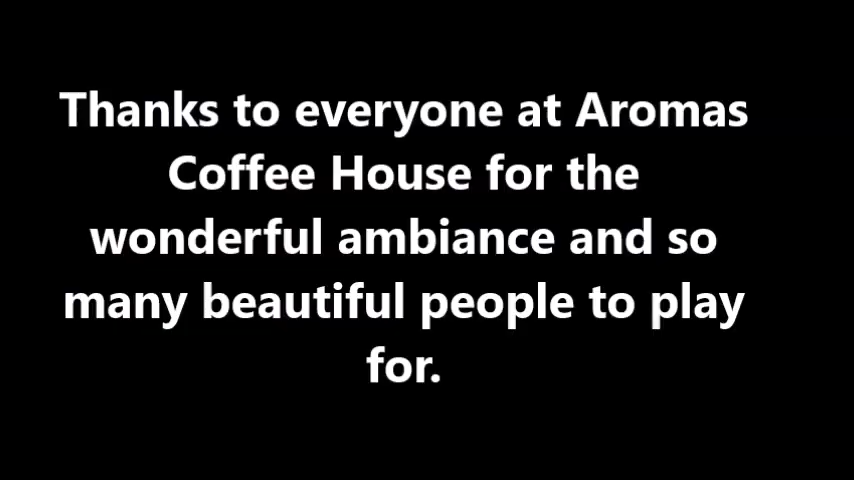 Thanks to everyone at Aromas
Coffee House for the
wonderful ambiance and so
many beautiful people to play
for.